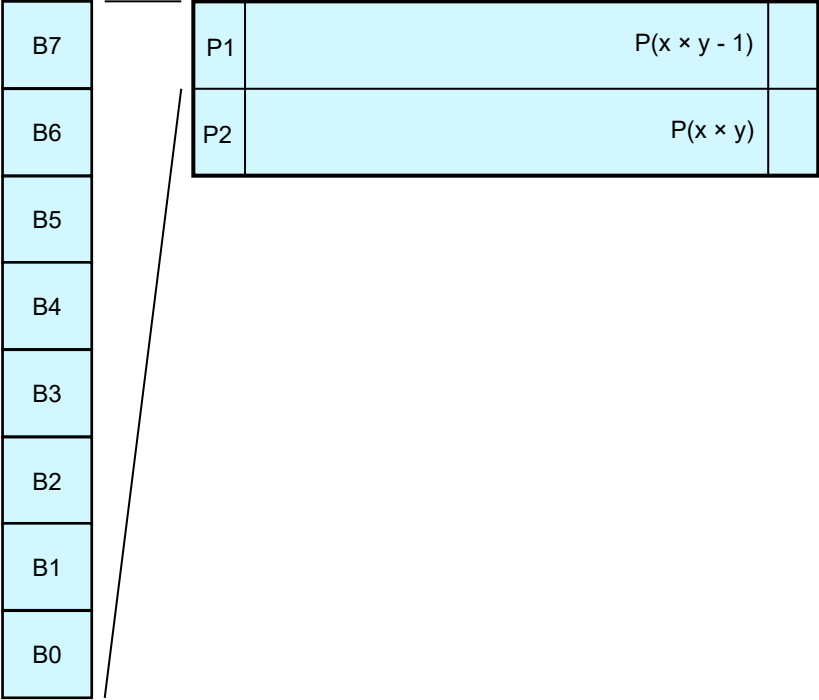 B7
B6
B5
B4
B3
B2
B1
B0
P1 P(x × y - 1)
P2 P(x × y)